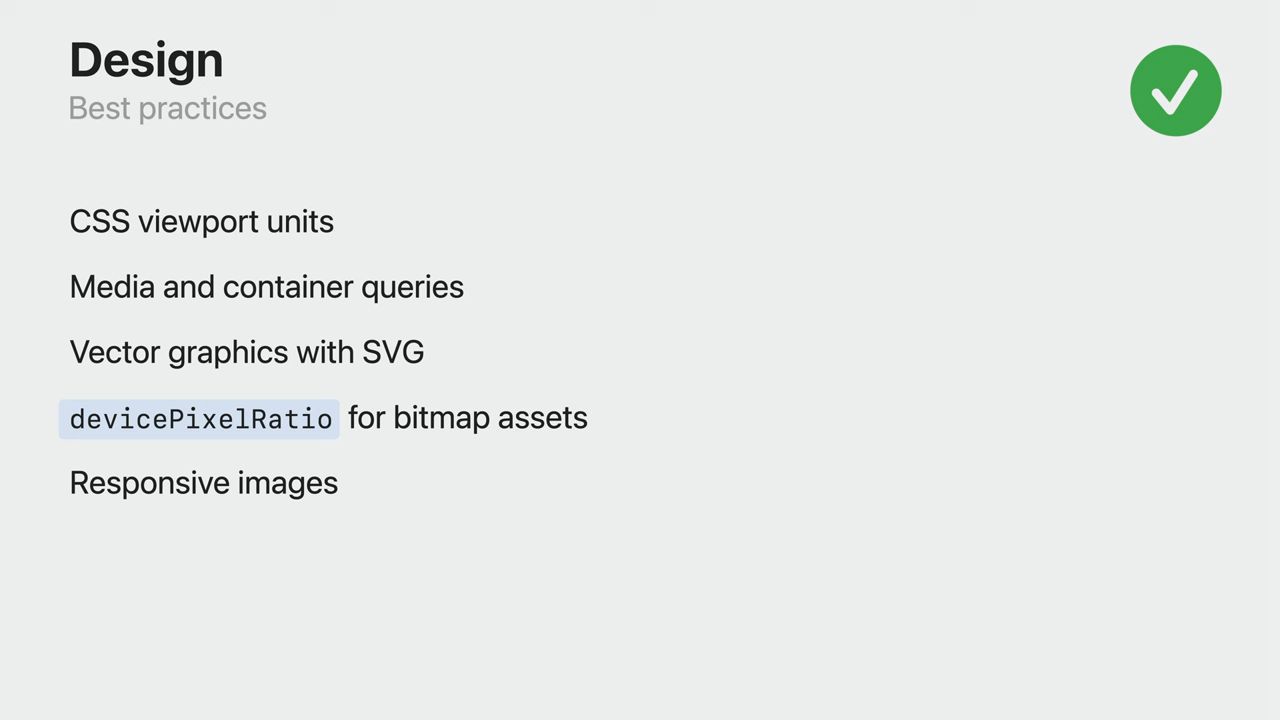 Design
Best practices
CSS viewport units
Media and container queries
Vector graphics with SVG
devicePixelRatio for bitmap assets
Responsive images